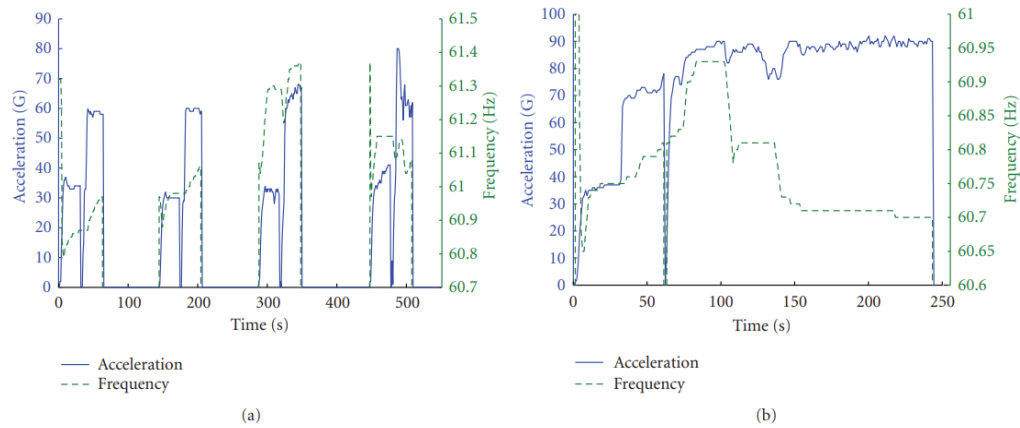 90
80
70
60
50
40
30
20
10
0
Acceleration (G)
61.5
61.4
61.3
61.2
61.1
61
60.9
60.8
60.7
Frequency (Hz)
0 100 200 300 400 500
Time (s)
Acceleration
Frequency
(a)
100
90
80
70
60
50
40
30
20
10
0
Acceleration (G)
61
60.95
60.9
60.85
60.8
60.75
60.7
60.65
60.6
Frequency (Hz)
0 50 100 150 200 250
Time (s)
Acceleration
Frequency
(b)